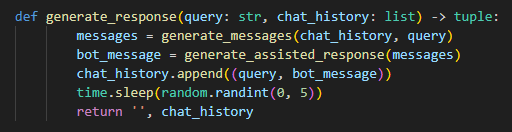 def generate_response(query: str, chat_history: list) -> tuple:
        messages = generate_messages(chat_history, query)
        bot_message = generate_assisted_response(messages)
        chat_history.append((query, bot_message))
        time.sleep(random.randint(0, 5))
        return '', chat_history